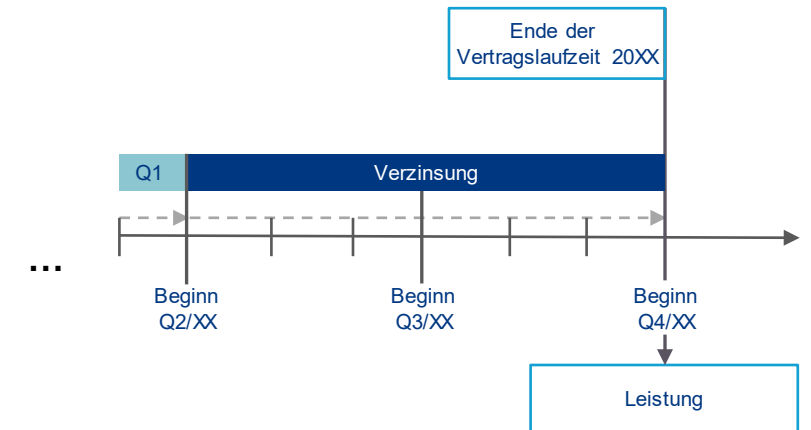 Ende der
Vertragslaufzeit 20XX
Q1
Verzinsung
...
Beginn
Q2/XX
Beginn
Q3/XX
Beginn
Q4/XX
Leistung